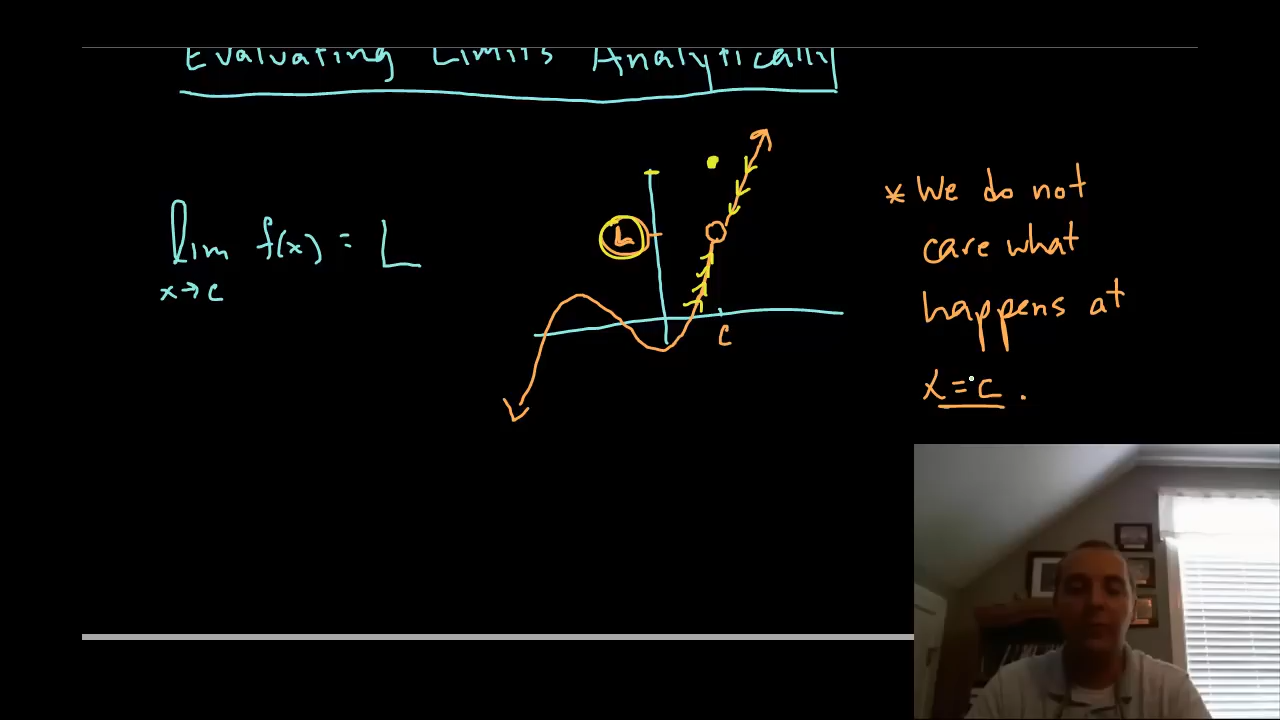 Evaluating Limits Analytically
lim f(x) = L
x→c
L
c
* We do not
care what
happens at
x = c .